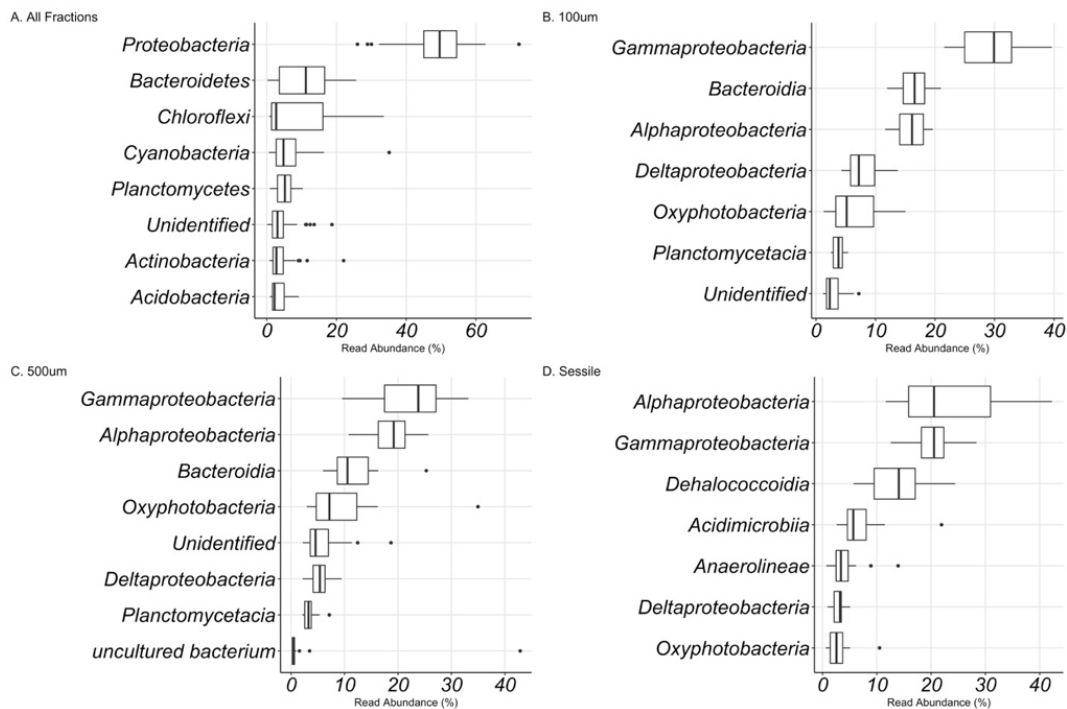 A. All Fractions
Proteobacteria
Bacteroidetes
Chloroflexi
Cyanobacteria
Planctomycetes
Unidentified
Actinobacteria
Acidobacteria
0 20 40 60
Read Abundance (%)
B. 100um
Gammaproteobacteria
Bacteroidia
Alphaproteobacteria
Deltaproteobacteria
Oxyphotobacteria
Planctomycetacia
Unidentified
0 10 20 30 40
Read Abundance (%)
C. 500um
Gammaproteobacteria
Alphaproteobacteria
Bacteroidia
Oxyphotobacteria
Unidentified
Deltaproteobacteria
Planctomycetacia
uncultured bacterium
0 10 20 30 40
Read Abundance (%)
D. Sessile
Alphaproteobacteria
Gammaproteobacteria
Dehalococcoidia
Acidimicrobiia
Anaerolineae
Deltaproteobacteria
Oxyphotobacteria
0 10 20 30 40
Read Abundance (%)